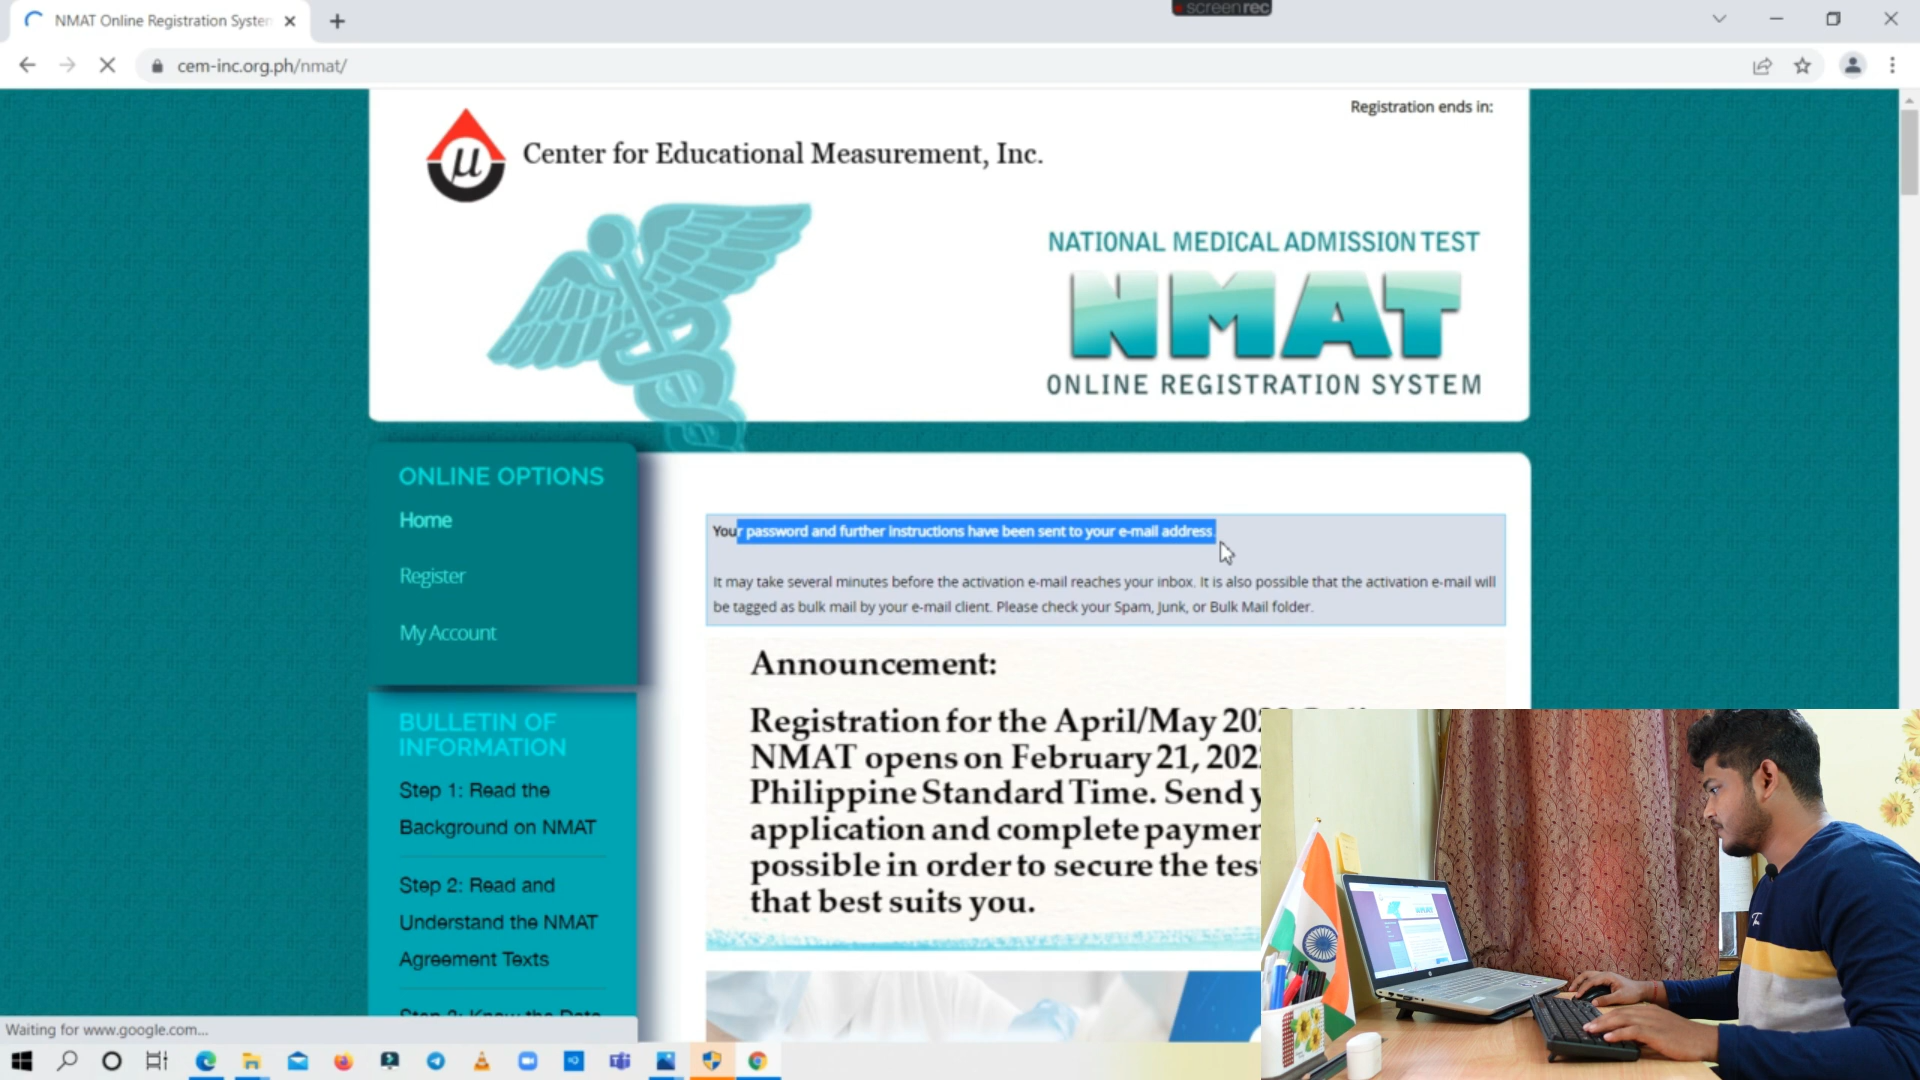 NMAT Online Registration System
screenrec
cem-inc.org.ph/nmat/
Registration ends in:
Center for Educational Measurement, Inc.
NATIONAL MEDICAL ADMISSION TEST
NMAT
ONLINE REGISTRATION SYSTEM
ONLINE OPTIONS
Home
Register
My Account
BULLETIN OF
INFORMATION
Step 1: Read the
Background on NMAT
Step 2: Read and
Understand the NMAT
Agreement Texts
Step 3: Know the Data
Your password and further instructions have been sent to your e-mail address.
It may take several minutes before the activation e-mail reaches your inbox. It is also possible that the activation e-mail will
be tagged as bulk mail by your e-mail client. Please check your Spam, Junk, or Bulk Mail folder.
Announcement:
Registration for the April/May
NMAT opens on February 21,
Philippine Standard Time. Send
application and complete
possible in order to secure the
that best suits you.
Waiting for www.google.com...